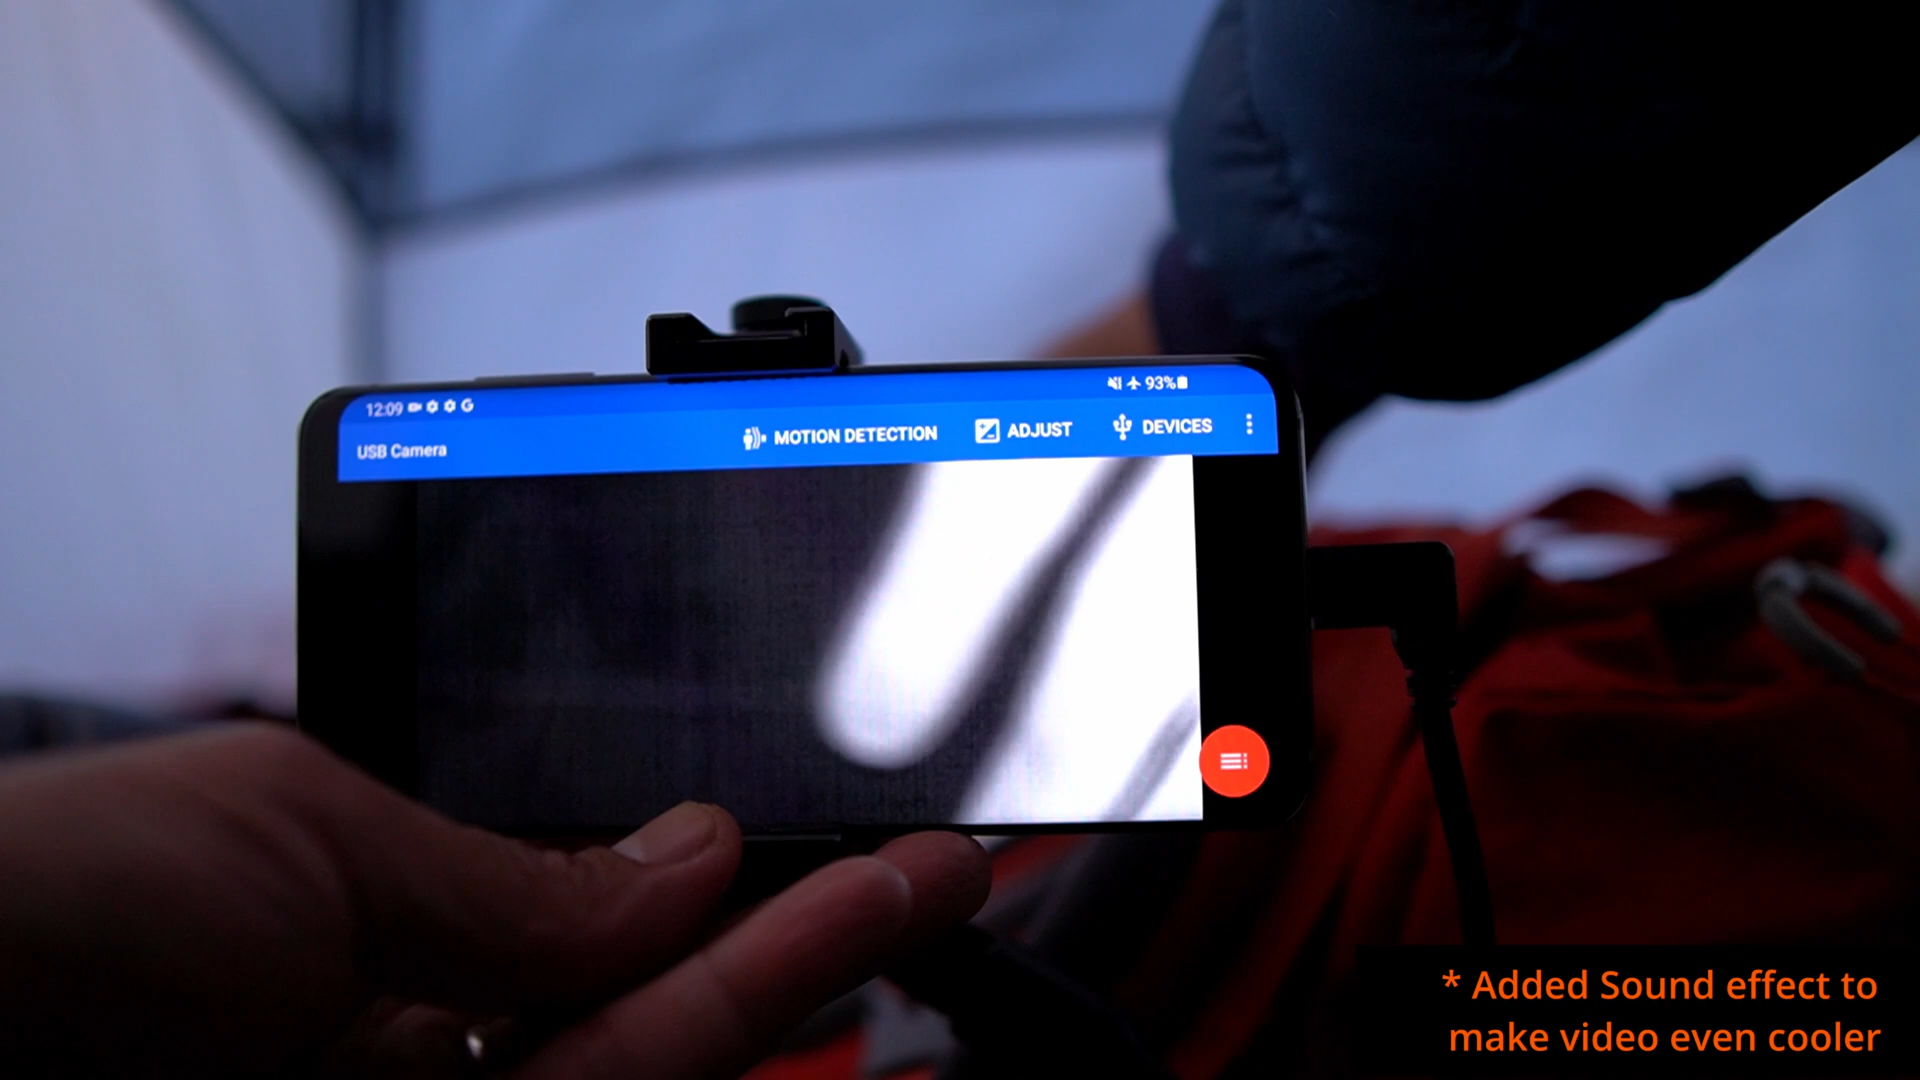 12:09 G
93%
USB Camera
MOTION DETECTION
ADJUST
DEVICES
* Added Sound effect to
make video even cooler